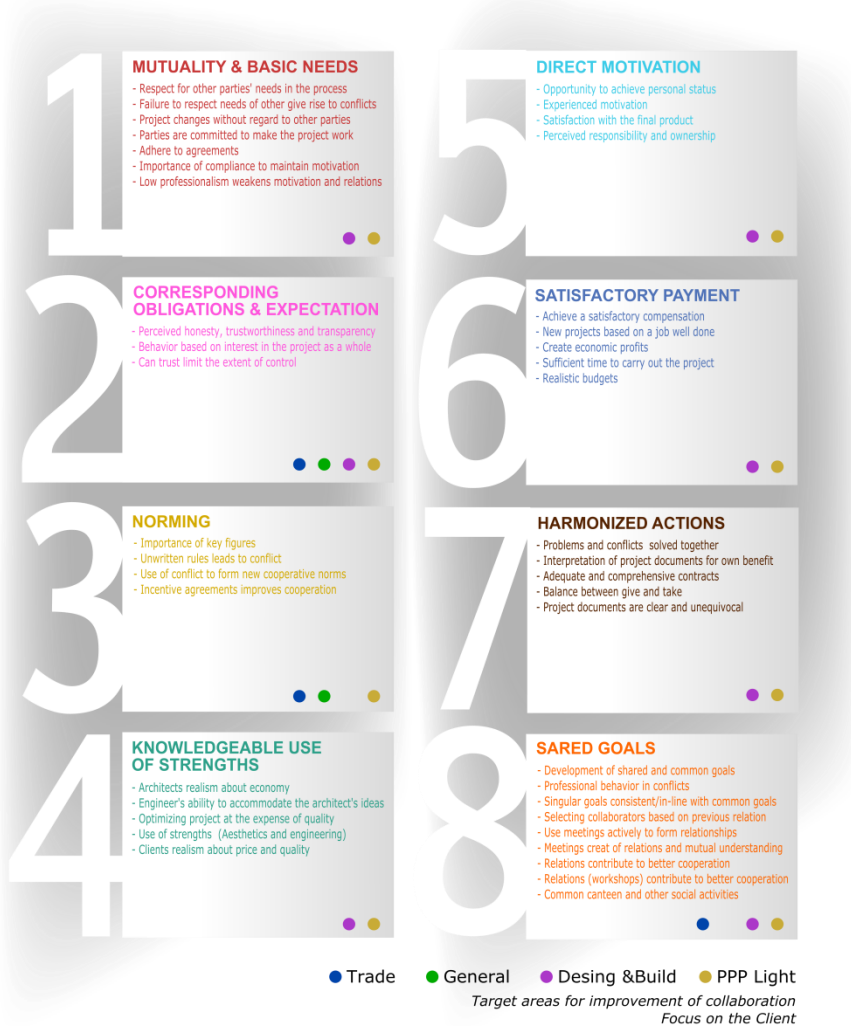 1
MUTUALITY & BASIC NEEDS
- Respect for other parties' needs in the process
- Failure to respect needs of other give rise to conflicts
- Project changes without regard to other parties
- Parties are committed to make the project work
- Adhere to agreements
- Importance of compliance to maintain motivation
- Low professionalism weakens motivation and relations
2
CORRESPONDING
OBLIGATIONS & EXPECTATION
- Perceived honesty, trustworthiness and transparency
- Behavior based on interest in the project as a whole
- Can trust limit the extent of control
3
NORMING
- Importance of key figures
- Unwritten rules leads to conflict
- Use of conflict to form new cooperative norms
- Incentive agreements improves cooperation
4
KNOWLEDGEABLE USE
OF STRENGTHS
- Architects realism about economy
- Engineer's ability to accommodate the architect's ideas
- Optimizing project at the expense of quality
- Use of strengths (Aesthetics and engineering)
- Clients realism about price and quality
5
DIRECT MOTIVATION
- Opportunity to achieve personal status
- Experienced motivation
- Satisfaction with the final product
- Perceived responsibility and ownership
6
SATISFACTORY PAYMENT
- Achieve a satisfactory compensation
- New projects based on a job well done
- Create economic profits
- Sufficient time to carry out the project
- Realistic budgets
7
HARMONIZED ACTIONS
- Problems and conflicts solved together
- Interpretation of project documents for own benefit
- Adequate and comprehensive contracts
- Balance between give and take
- Project documents are clear and unequivocal
8
SARED GOALS
- Development of shared and common goals
- Professional behavior in conflicts
- Singular goals consistent/in-line with common goals
- Selecting collaborators based on previous relation
- Use meetings actively to form relationships
- Meetings creat of relations and mutual understanding
- Relations contribute to better cooperation
- Relations (workshops) contribute to better cooperation
- Common canteen and other social activities
Trade General Desing &Build PPP Light
Target areas for improvement of collaboration
Focus on the Client